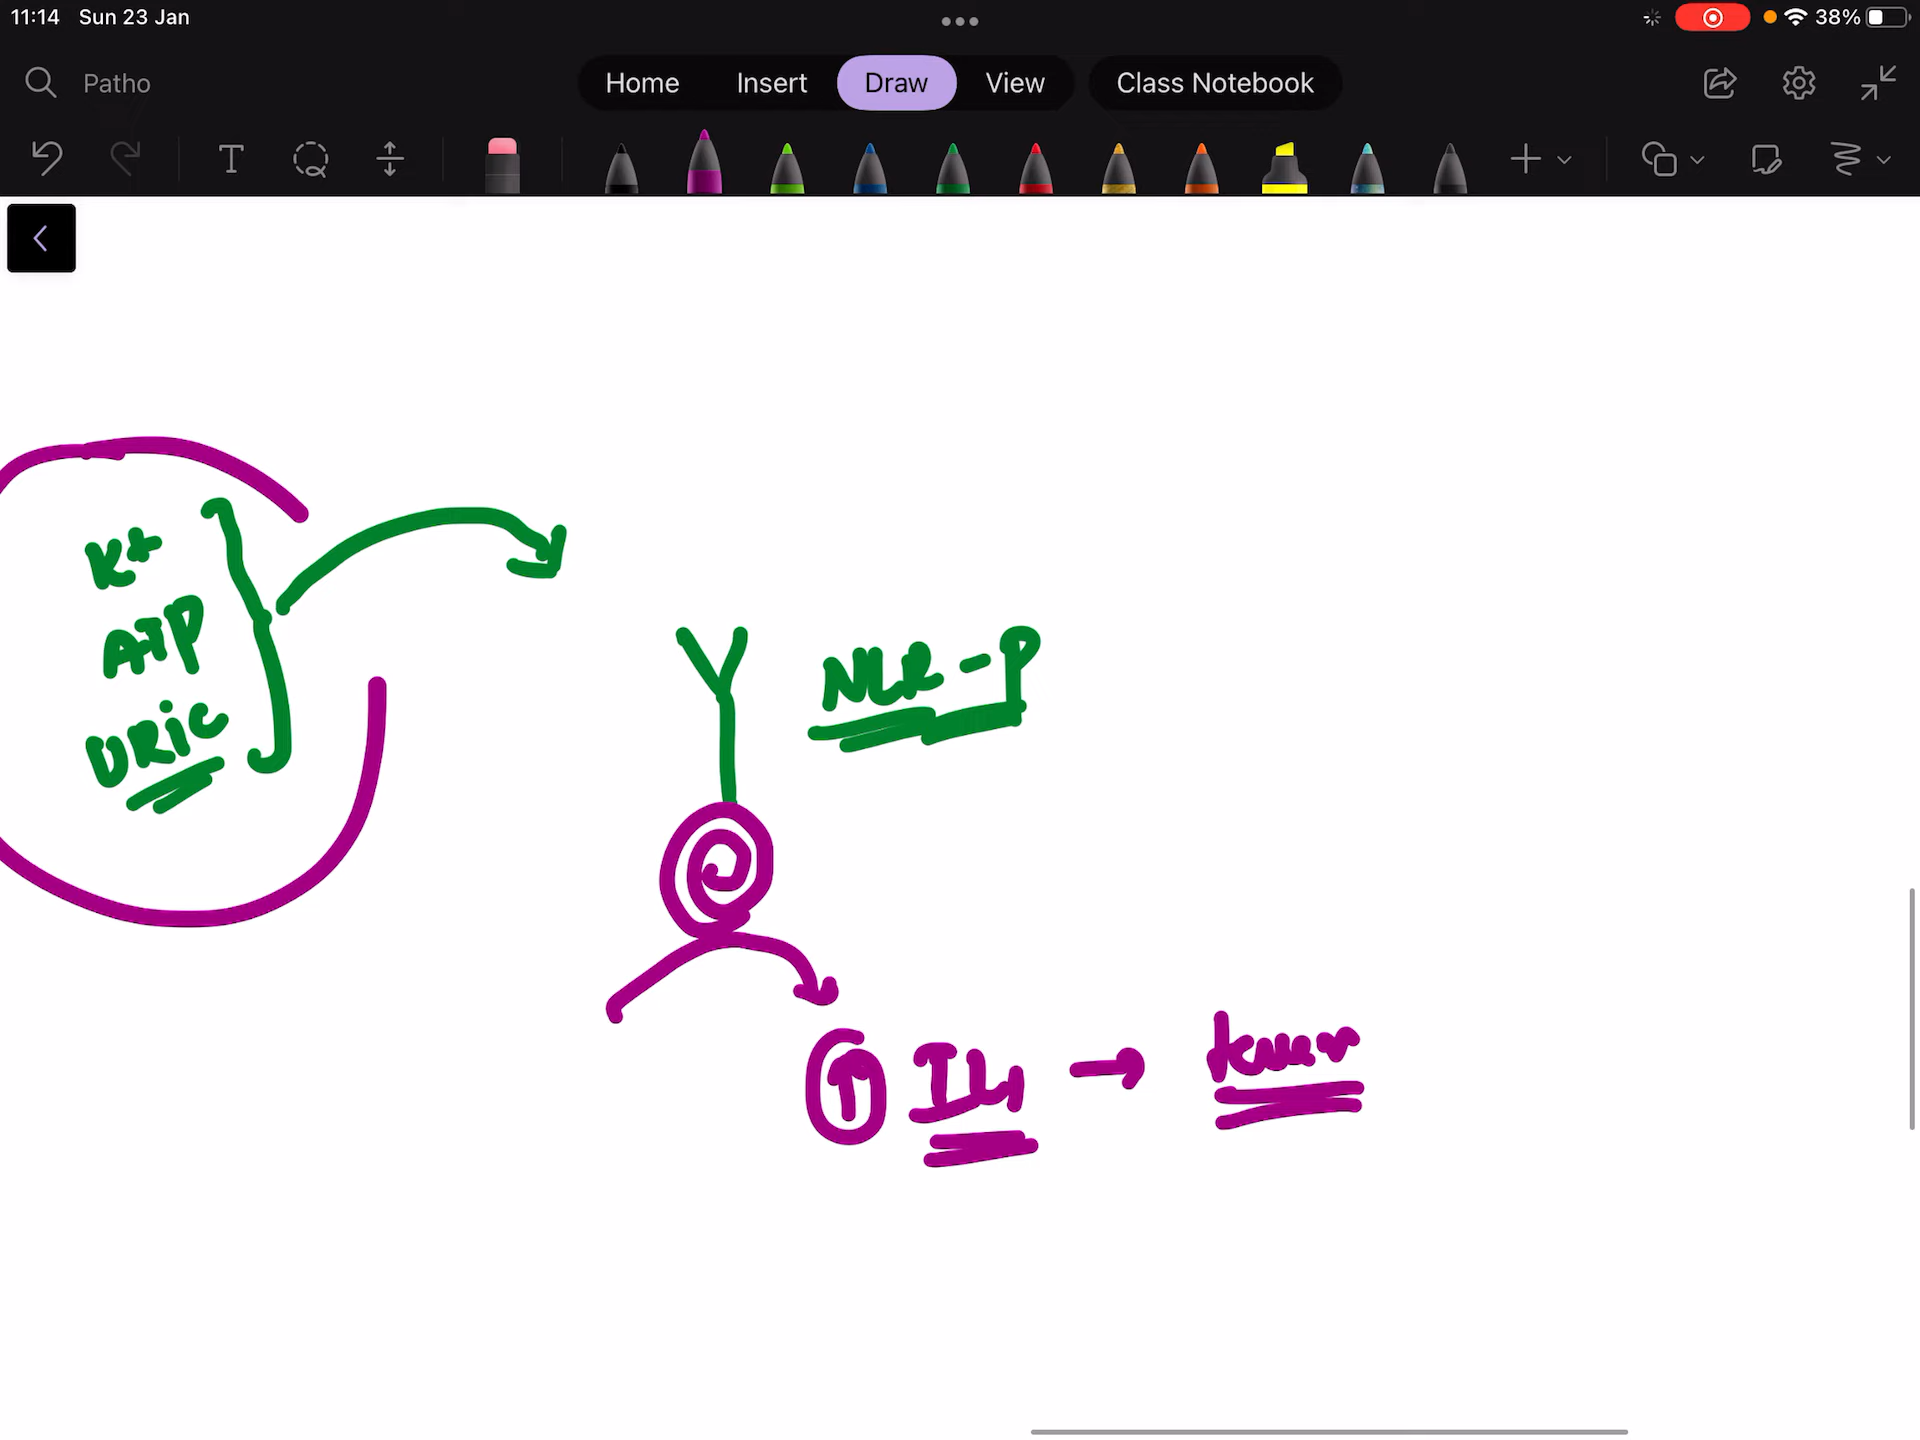 11:14 Sun 23 Jan
38%
Patho
Home Insert Draw View Class Notebook
T
K+
ATP
URic
NLR-P
↑ IL1 →